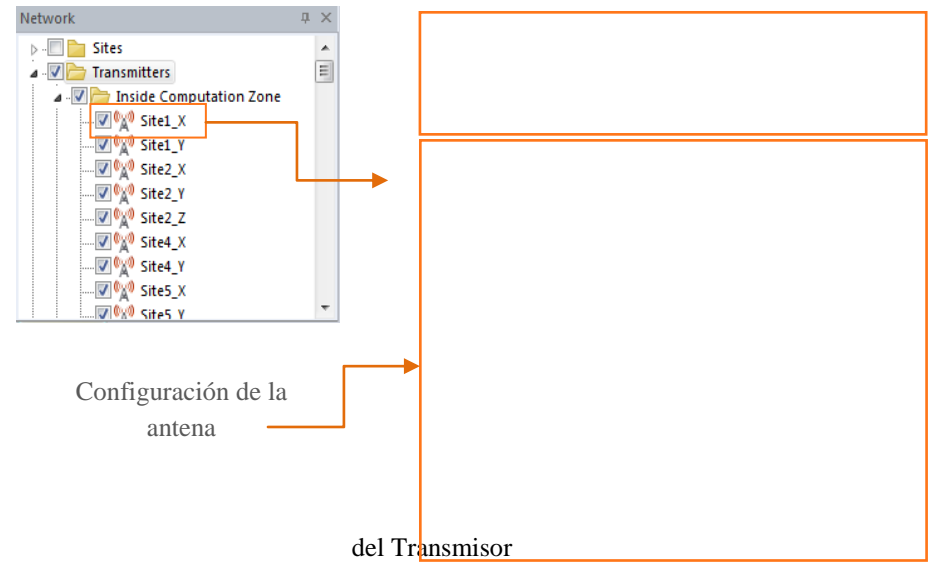 Network
Sites
Transmitters
Inside Computation Zone
Site1_X
Site1_Y
Site2_X
Site2_Y
Site2_Z
Site4_X
Site4_Y
Site5_X
Site5_Y
Configuración de la
antena
del Transmisor